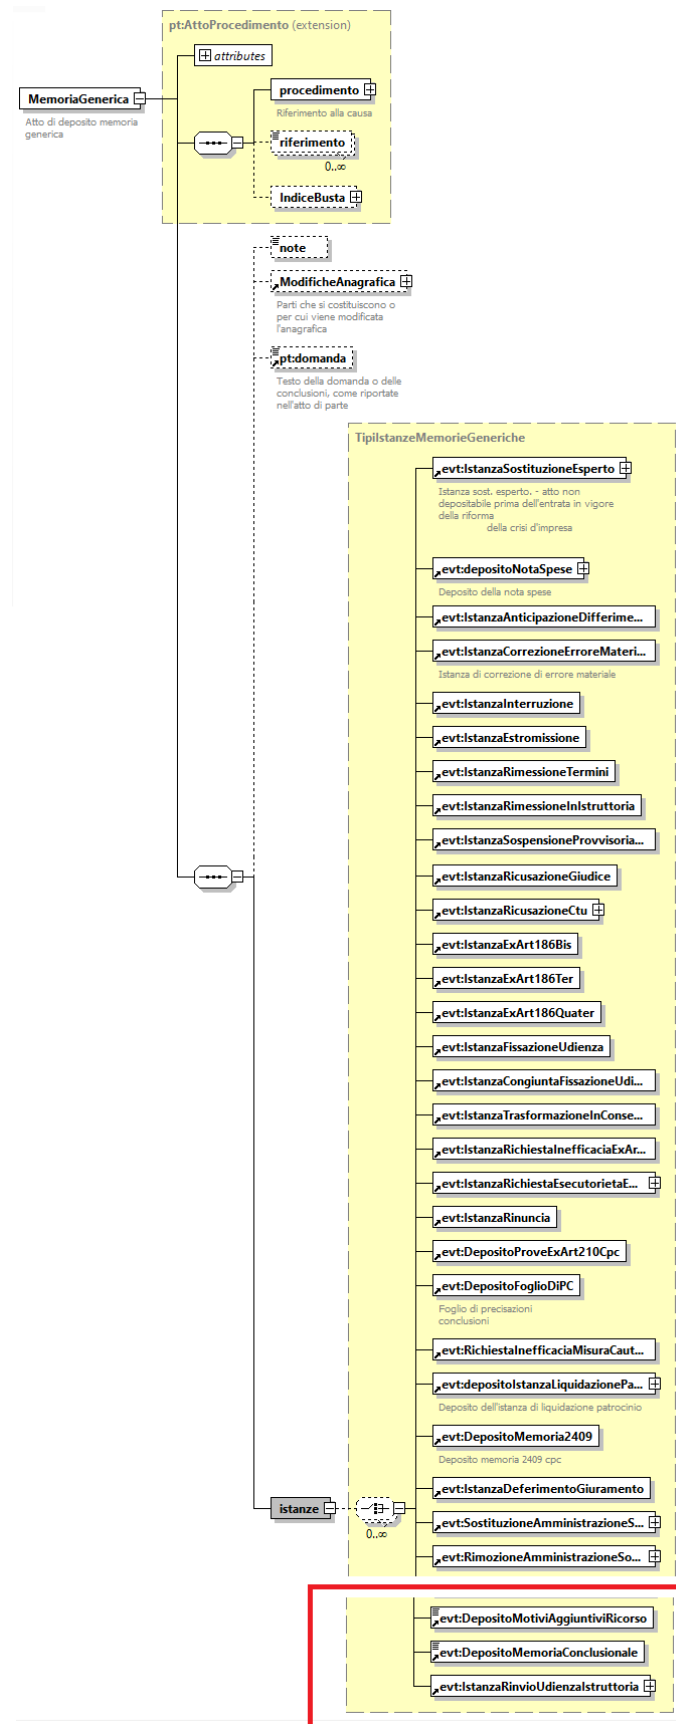 pt:AttoProcedimento (extension)
attributes
MemoriaGenerica
Atto di deposito memoria
generica
procedimento
Riferimento alla causa
riferimento
0..∞
IndiceBusta
note
ModificheAnagrafica
Parti che si costituiscono o
per cui viene modificata
l'anagrafica
pt:domanda
Testo della domanda o delle
conclusioni, come riportate
nell'atto di parte
TipiIstanzeMemorieGeneriche
evt:IstanzaSostituzioneEsperto
Istanza sost. esperto. - atto non
depositabile prima dell'entrata in vigore
della riforma
della crisi d'impresa
evt:depositoNotaSpese
Deposito della nota spese
evt:IstanzaAnticipazioneDifferime...
evt:IstanzaCorrezioneErroreMateri...
Istanza di correzione di errore materiale
evt:IstanzaInterruzione
evt:IstanzaEstromissione
evt:IstanzaRimessioneTermini
evt:IstanzaRimessioneInIstruttoria
evt:IstanzaSospensioneProvvisoria...
evt:IstanzaRicusazioneGiudice
evt:IstanzaRicusazioneCtu
evt:IstanzaExArt186Bis
evt:IstanzaExArt186Ter
evt:IstanzaExArt186Quater
evt:IstanzaFissazioneUdienza
evt:IstanzaCongiuntaFissazioneUdi...
evt:IstanzaTrasformazioneInConse...
evt:IstanzaRichiestaInefficaciaExAr...
evt:IstanzaRichiestaEsecutorietaE...
evt:IstanzaRinuncia
evt:DepositoProveExArt210Cpc
evt:DepositoFoglioDiPC
Foglio di precisazioni
conclusioni
evt:RichiestaInefficaciaMisuraCaut...
evt:depositoIstanzaLiquidazionePa...
Deposito dell'istanza di liquidazione patrocinio
evt:DepositoMemoria2409
Deposito memoria 2409 cpc
evt:IstanzaDeferimentoGiuramento
istanze
0..∞
evt:SostituzioneAmministrazioneS...
evt:RimozioneAmministrazioneSo...
evt:DepositoMotiviAggiuntiviRicorso
evt:DepositoMemoriaConclusionale
evt:IstanzaRinvioUdienzaIstruttoria